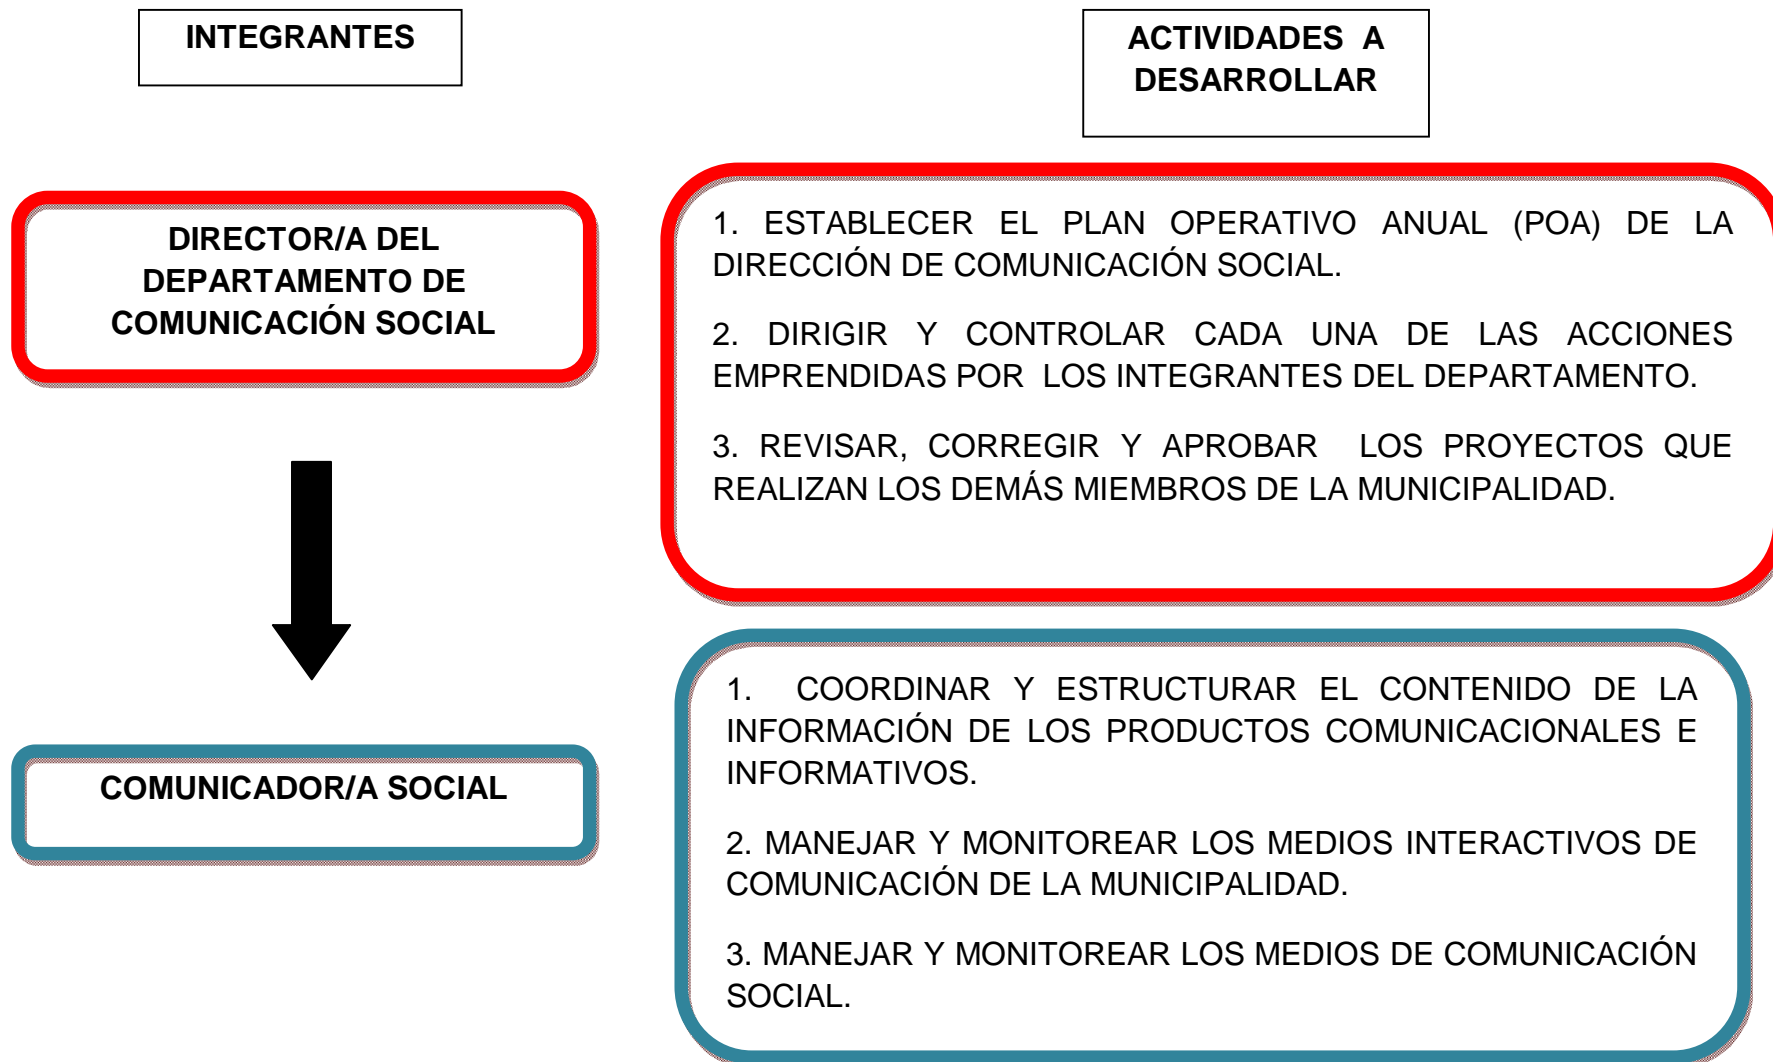 INTEGRANTES
ACTIVIDADES A
DESARROLLAR
DIRECTOR/A DEL
DEPARTAMENTO DE
COMUNICACIÓN SOCIAL
1. ESTABLECER EL PLAN OPERATIVO ANUAL (POA) DE LA
DIRECCIÓN DE COMUNICACIÓN SOCIAL.
2. DIRIGIR Y CONTROLAR CADA UNA DE LAS ACCIONES
EMPRENDIDAS POR LOS INTEGRANTES DEL DEPARTAMENTO.
3. REVISAR, CORREGIR Y APROBAR LOS PROYECTOS QUE
REALIZAN LOS DEMÁS MIEMBROS DE LA MUNICIPALIDAD.
COMUNICADOR/A SOCIAL
1. COORDINAR Y ESTRUCTURAR EL CONTENIDO DE LA
INFORMACIÓN DE LOS PRODUCTOS COMUNICACIONALES E
INFORMATIVOS.
2. MANEJAR Y MONITOREAR LOS MEDIOS INTERACTIVOS DE
COMUNICACIÓN DE LA MUNICIPALIDAD.
3. MANEJAR Y MONITOREAR LOS MEDIOS DE COMUNICACIÓN
SOCIAL.